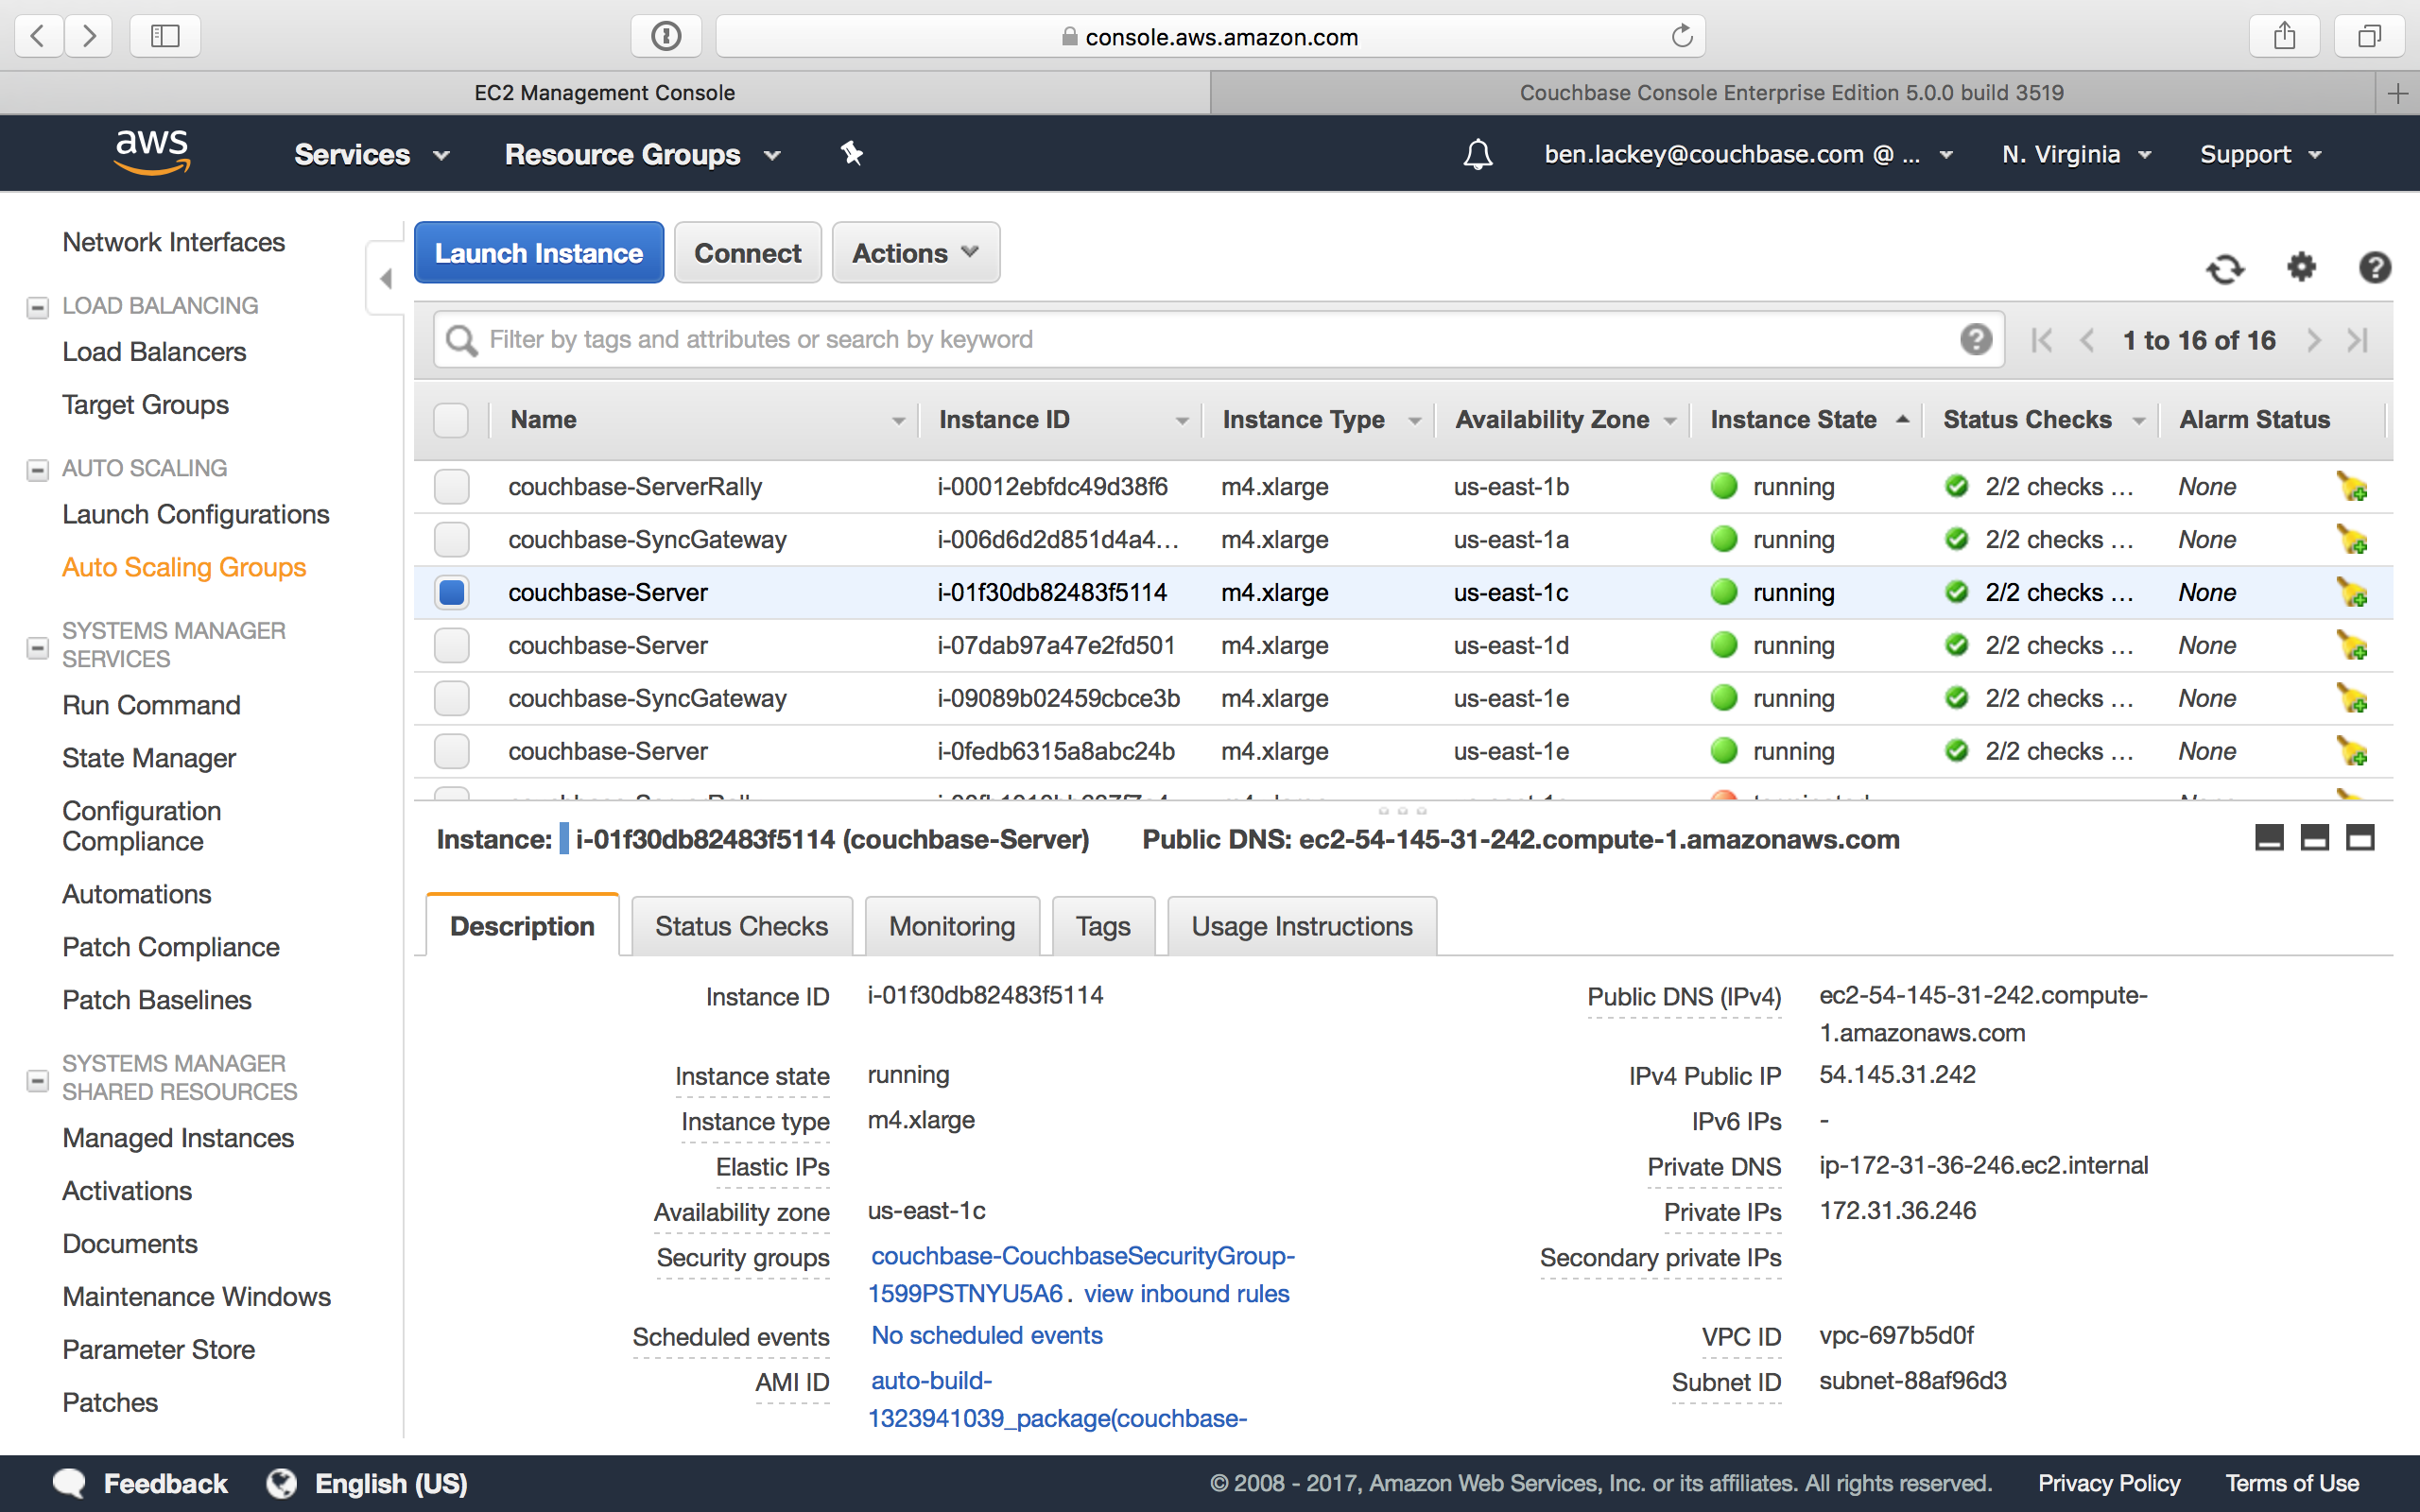 console.aws.amazon.com
EC2 Management Console
Couchbase Console Enterprise Edition 5.0.0 build 3519
aws
Services
Resource Groups
ben.lackey@couchbase.com @ ...
N. Virginia
Support
Network Interfaces
LOAD BALANCING
Load Balancers
Target Groups
AUTO SCALING
Launch Configurations
Auto Scaling Groups
SYSTEMS MANAGER
SERVICES
Run Command
State Manager
Configuration
Compliance
Automations
Patch Compliance
Patch Baselines
SYSTEMS MANAGER
SHARED RESOURCES
Managed Instances
Activations
Documents
Maintenance Windows
Parameter Store
Patches
Launch Instance
Connect
Actions
Filter by tags and attributes or search by keyword
1 to 16 of 16
Name Instance ID Instance Type Availability Zone Instance State Status Checks Alarm Status
couchbase-ServerRally i-00012ebfdc49d38f6 m4.xlarge us-east-1b running 2/2 checks ... None
couchbase-SyncGateway i-006d6d2d851d4a4... m4.xlarge us-east-1a running 2/2 checks ... None
couchbase-Server i-01f30db82483f5114 m4.xlarge us-east-1c running 2/2 checks ... None
couchbase-Server i-07dab97a47e2fd501 m4.xlarge us-east-1d running 2/2 checks ... None
couchbase-SyncGateway i-09089b02459cbce3b m4.xlarge us-east-1e running 2/2 checks ... None
couchbase-Server i-0fedb6315a8abc24b m4.xlarge us-east-1e running 2/2 checks ... None
Instance: i-01f30db82483f5114 (couchbase-Server) Public DNS: ec2-54-145-31-242.compute-1.amazonaws.com
Description
Status Checks
Monitoring
Tags
Usage Instructions
Instance ID i-01f30db82483f5114
Instance state running
Instance type m4.xlarge
Elastic IPs
Availability zone us-east-1c
Security groups couchbase-CouchbaseSecurityGroup-
1599PSTNYU5A6. view inbound rules
Scheduled events No scheduled events
AMI ID auto-build-
1323941039_package(couchbase-
Public DNS (IPv4) ec2-54-145-31-242.compute-
1.amazonaws.com
IPv4 Public IP 54.145.31.242
IPv6 IPs -
Private DNS ip-172-31-36-246.ec2.internal
Private IPs 172.31.36.246
Secondary private IPs
VPC ID vpc-697b5d0f
Subnet ID subnet-88af96d3
Feedback
English (US)
© 2008 - 2017, Amazon Web Services, Inc. or its affiliates. All rights reserved.
Privacy Policy
Terms of Use